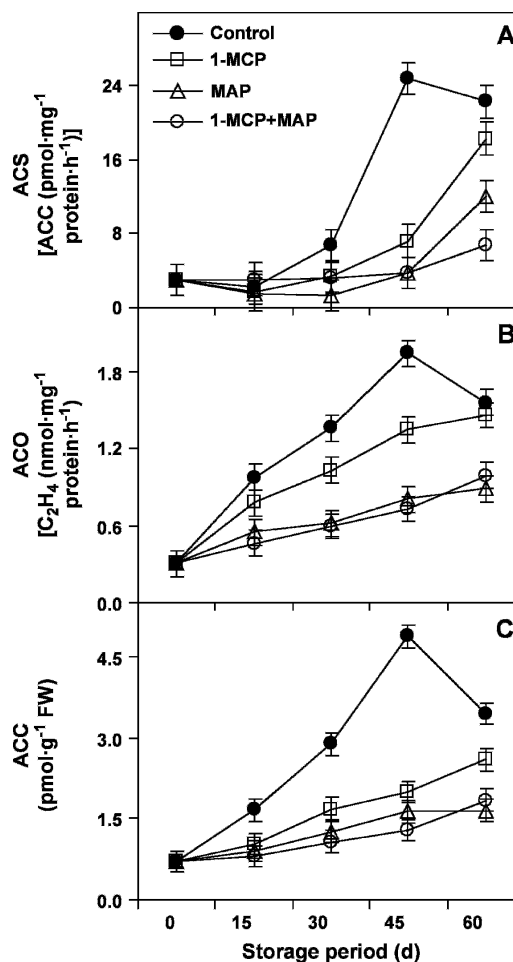 Control
1-MCP
MAP
1-MCP+MAP
A
ACS
[ACC (pmol·mg⁻¹
protein·h⁻¹)]
24
16
8
0
B
ACO
[C₂H₄ (nmol·mg⁻¹
protein·h⁻¹)
1.8
1.2
0.6
0.0
C
ACC
(pmol·g⁻¹ FW)
4.5
3.0
1.5
0.0
0 15 30 45 60
Storage period (d)